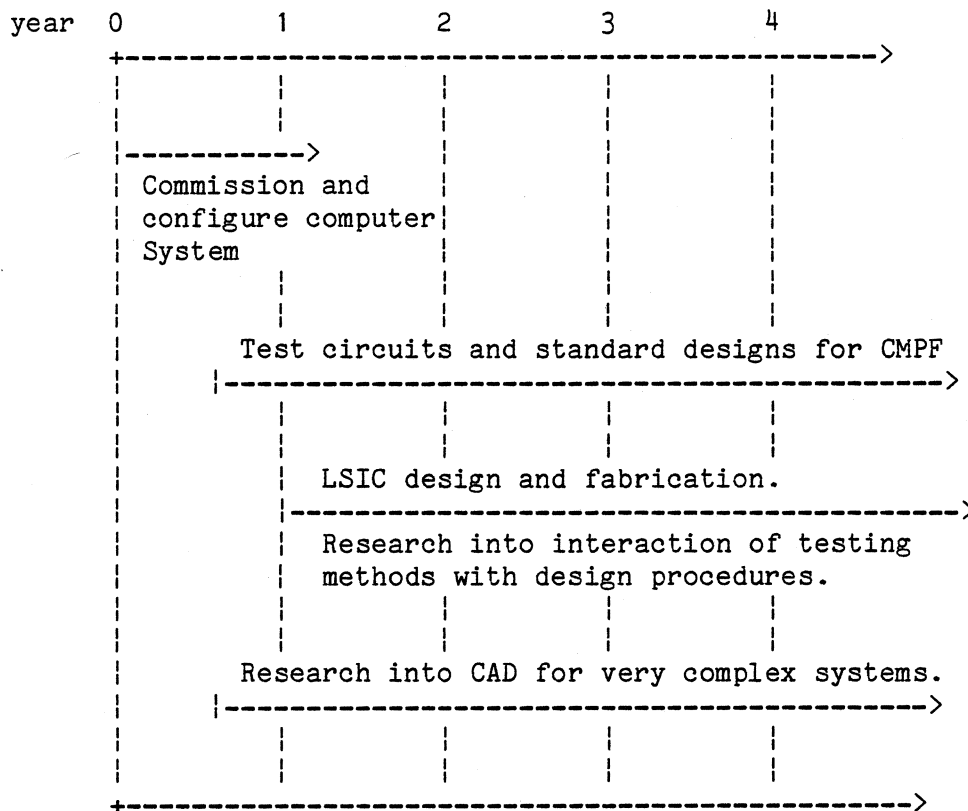 year 0 1 2 3 4
Commission and
configure computer
System
Test circuits and standard designs for CMPF
LSIC design and fabrication.
Research into interaction of testing
methods with design procedures.
Research into CAD for very complex systems.